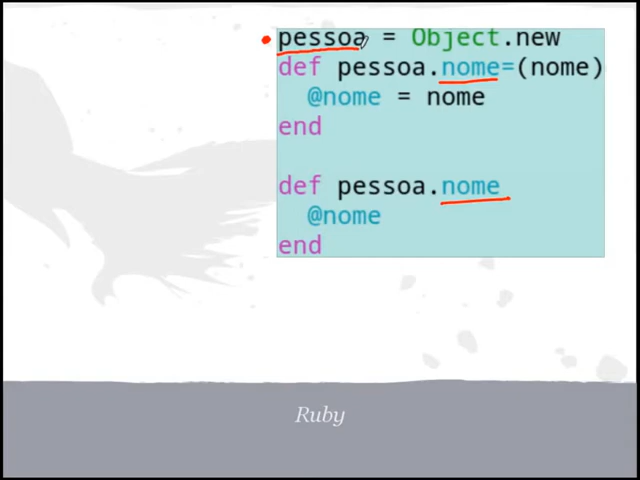 pessoa = Object.new
def pessoa.nome=(nome)
  @nome = nome
end
def pessoa.nome
  @nome
end
Ruby